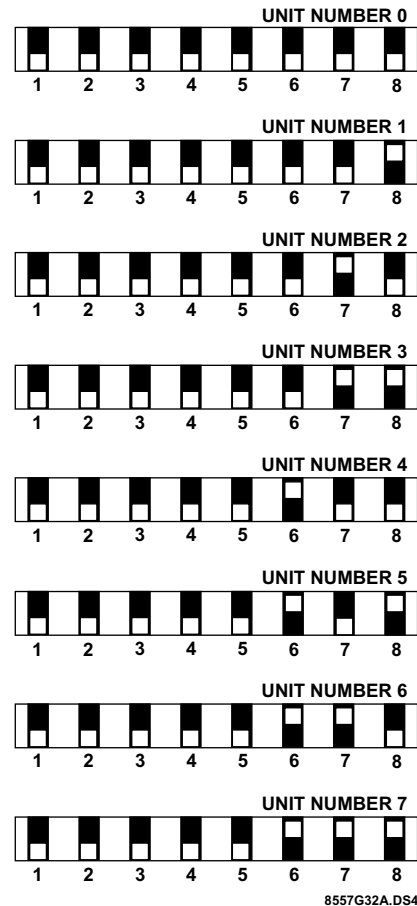 UNIT NUMBER 0
1 2 3 4 5 6 7 8
UNIT NUMBER 1
1 2 3 4 5 6 7 8
UNIT NUMBER 2
1 2 3 4 5 6 7 8
UNIT NUMBER 3
1 2 3 4 5 6 7 8
UNIT NUMBER 4
1 2 3 4 5 6 7 8
UNIT NUMBER 5
1 2 3 4 5 6 7 8
UNIT NUMBER 6
1 2 3 4 5 6 7 8
UNIT NUMBER 7
1 2 3 4 5 6 7 8
8557G32A.DS4